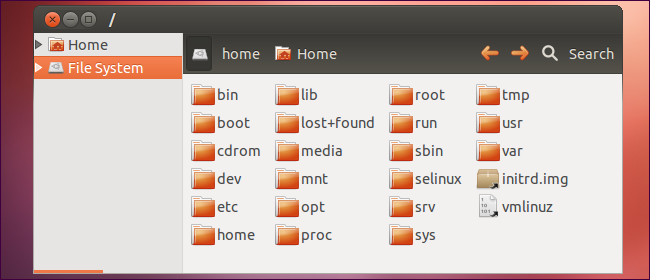 /
Home
File System
home Home Search
bin lib root tmp
boot lost+found run usr
cdrom media sbin var
dev mnt selinux initrd.img
etc opt srv vmlinuz
home proc sys